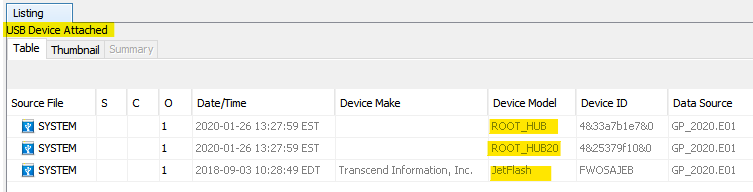 Listing
USB Device Attached
Table Thumbnail Summary
Source File S C O Date/Time Device Make Device Model Device ID Data Source
SYSTEM 1 2020-01-26 13:27:59 EST ROOT_HUB 4&33a7b1e7&0 GP_2020.E01
SYSTEM 1 2020-01-26 13:27:59 EST ROOT_HUB20 4&25379f10&0 GP_2020.E01
SYSTEM 1 2018-09-03 10:28:49 EDT Transcend Information, Inc. JetFlash FWOSAJEB GP_2020.E01